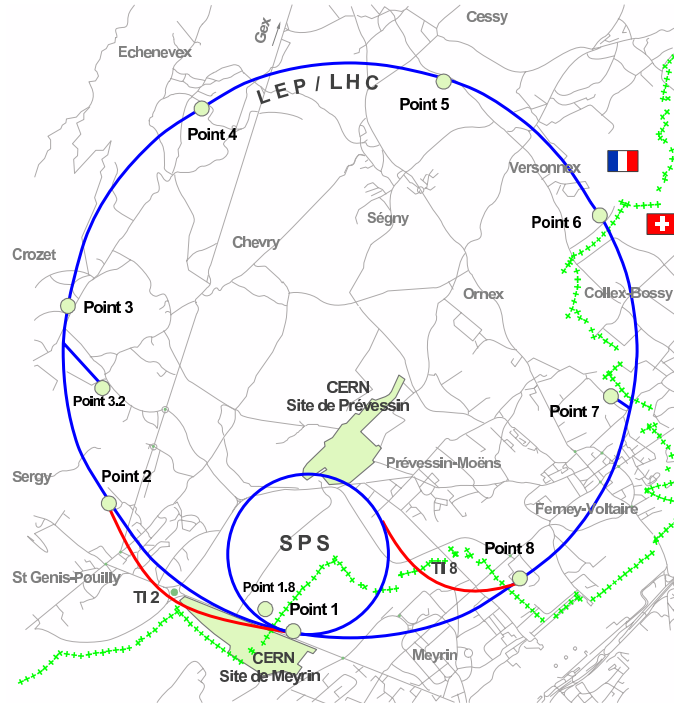 Cessy
Gex
Echenevex
LEP / LHC
Point 5
Point 4
Versonnex
Ségny
Point 6
Chevry
Crozet
Ornex
Collex-Bossy
Point 3
CERN
Site de Prévessin
Point 3.2
Point 7
Prévessin-Moëns
Point 2
Sergy
Ferney-Voltaire
SPS
Point 8
TI 8
St Genis-Pouilly
Point 1.8
TI 2
Point 1
CERN
Site de Meyrin
Meyrin